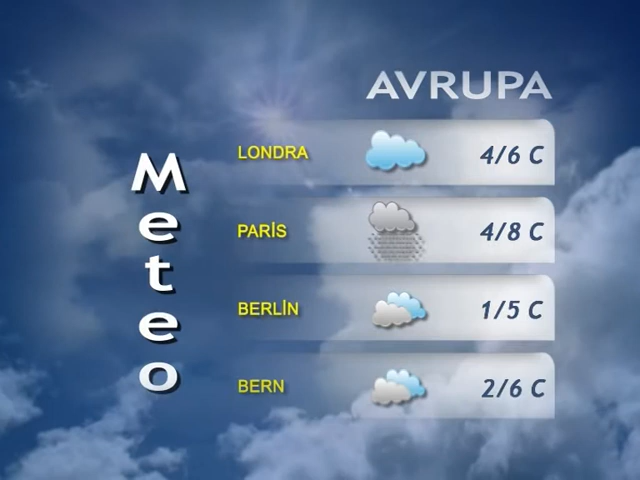 AVRUPA
Meteo
LONDRA 4/6 C
PARİS 4/8 C
BERLİN 1/5 C
BERN 2/6 C